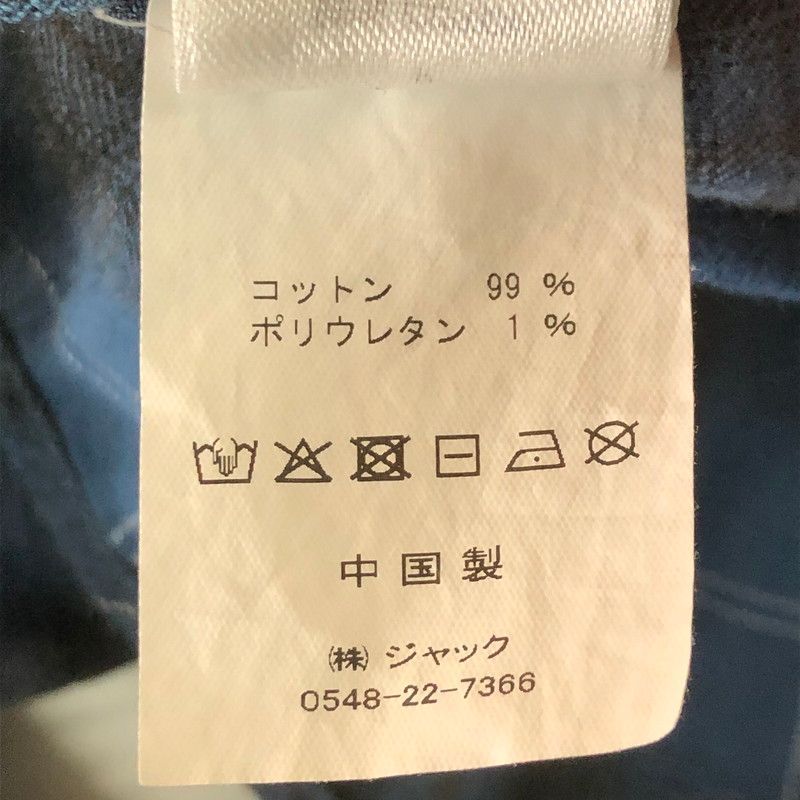 コットン 99 %
ポリウレタン 1 %
中国製
㈱ ジャック
0548-22-7366